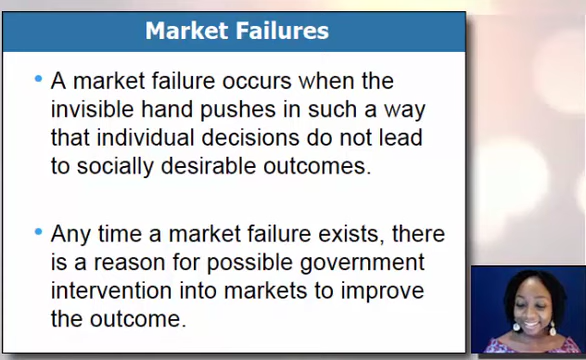 Market Failures
• A market failure occurs when the
invisible hand pushes in such a way
that individual decisions do not lead
to socially desirable outcomes.
• Any time a market failure exists, there
is a reason for possible government
intervention into markets to improve
the outcome.